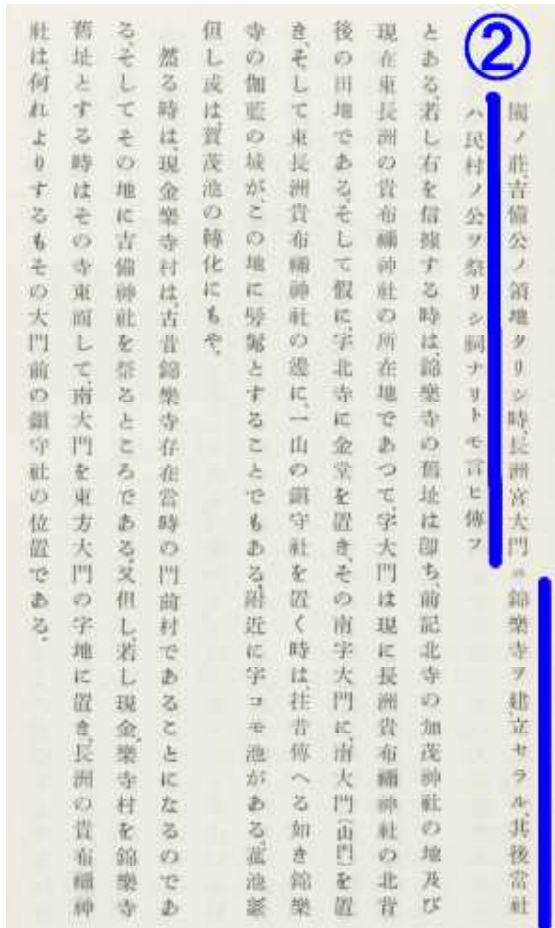 ②
園ノ莊、吉備公ノ領地タリシ時、長洲宮大門ニ錦樂寺ヲ建立セラル、其後當社
ハ民村ノ公ヲ祭リシ祠ナリトモ言ヒ傳フ
とある、若し右を信據する時は、錦樂寺の舊址は卽ち、前記北寺の加茂神社の地及び
現在東長洲の貴布禰神社の所在地であつて、字大門は現に長洲貴布禰神社の北背
後の田地である、そして假に、字北寺に金堂を置き、その南字大門に、南大門(山門)を置
き、そして東長洲貴布禰神社の邊に、一山の鎭守社を置く時は、往昔傳へる如き錦樂
寺の伽藍の城が、この地に髣髴とすることでもある、附近に字コモ池がある、菰池
但し或は、賀茂池の轉化にもや、
然る時は、現金樂寺村は、古昔錦樂寺存在當時の門前村であることになるのであ
る、そしてその地に吉備神社を祭るところである、又但し、若し現金樂寺村を錦樂寺
舊址とする時はその寺東面して、南大門を東方大門の字地に置き、長洲の貴布禰神
社は、何れよりするもその大門前の鎭守社の位置である。